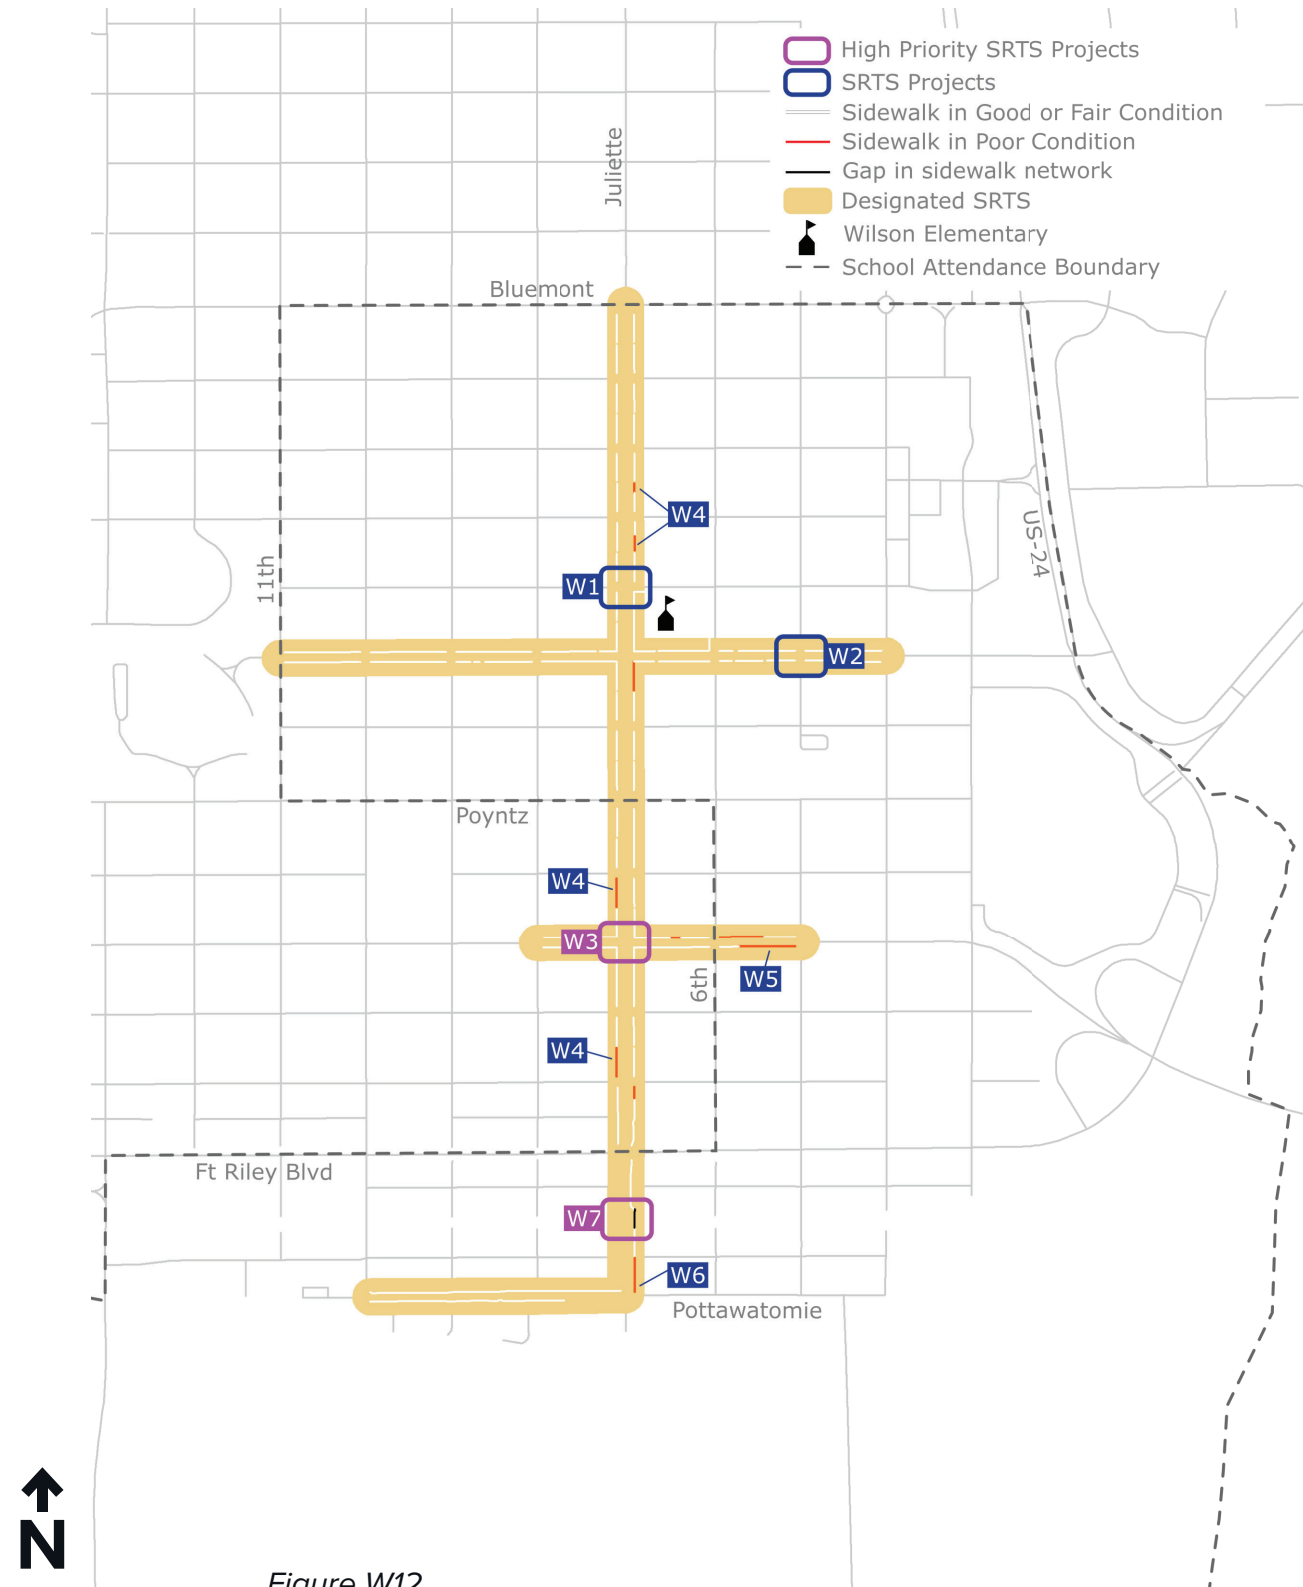 High Priority SRTS Projects
SRTS Projects
Sidewalk in Good or Fair Condition
Sidewalk in Poor Condition
Gap in sidewalk network
Designated SRTS
Wilson Elementary
School Attendance Boundary
Juliette
Bluemont
W4
US-24
11th
W1
W2
Poyntz
W4
W3
6th
W5
W4
Ft Riley Blvd
W7
W6
Pottawatomie
N
Figure W12